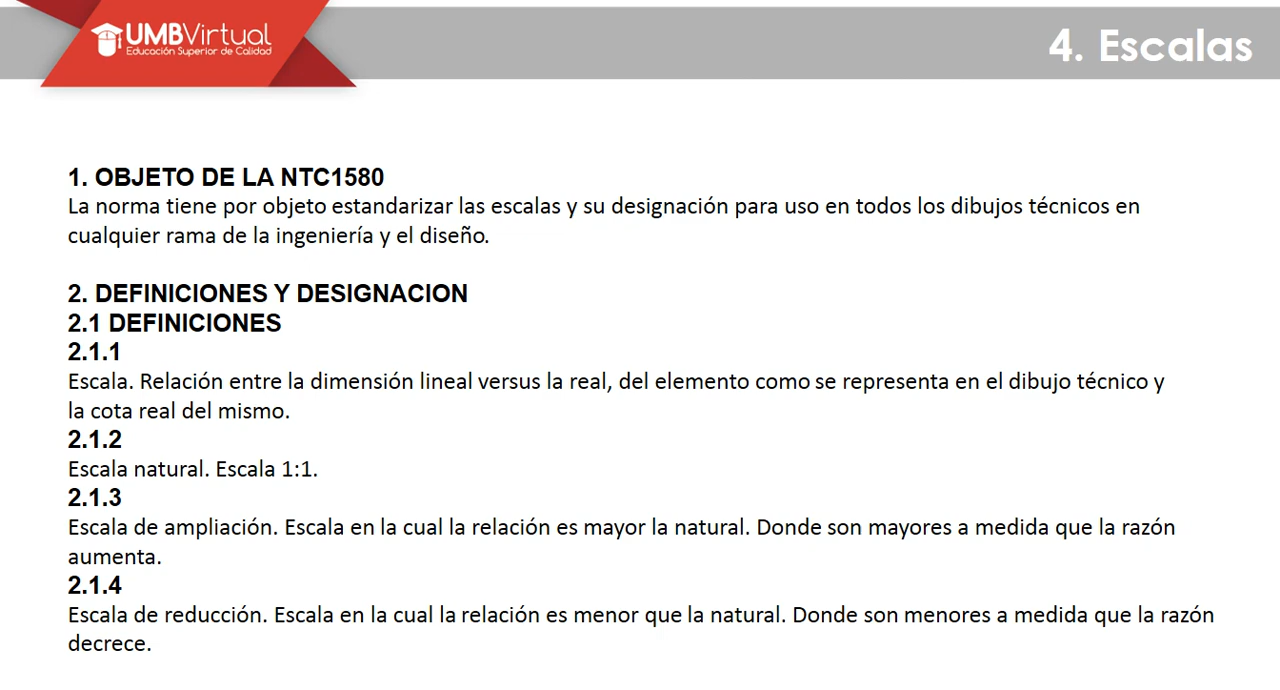 UMBVirtual
Educación Superior de Calidad
4. Escalas
1. OBJETO DE LA NTC1580
La norma tiene por objeto estandarizar las escalas y su designación para uso en todos los dibujos técnicos en
cualquier rama de la ingeniería y el diseño.
2. DEFINICIONES Y DESIGNACION
2.1 DEFINICIONES
2.1.1
Escala. Relación entre la dimensión lineal versus la real, del elemento como se representa en el dibujo técnico y
la cota real del mismo.
2.1.2
Escala natural. Escala 1:1.
2.1.3
Escala de ampliación. Escala en la cual la relación es mayor la natural. Donde son mayores a medida que la razón
aumenta.
2.1.4
Escala de reducción. Escala en la cual la relación es menor que la natural. Donde son menores a medida que la razón
decrece.